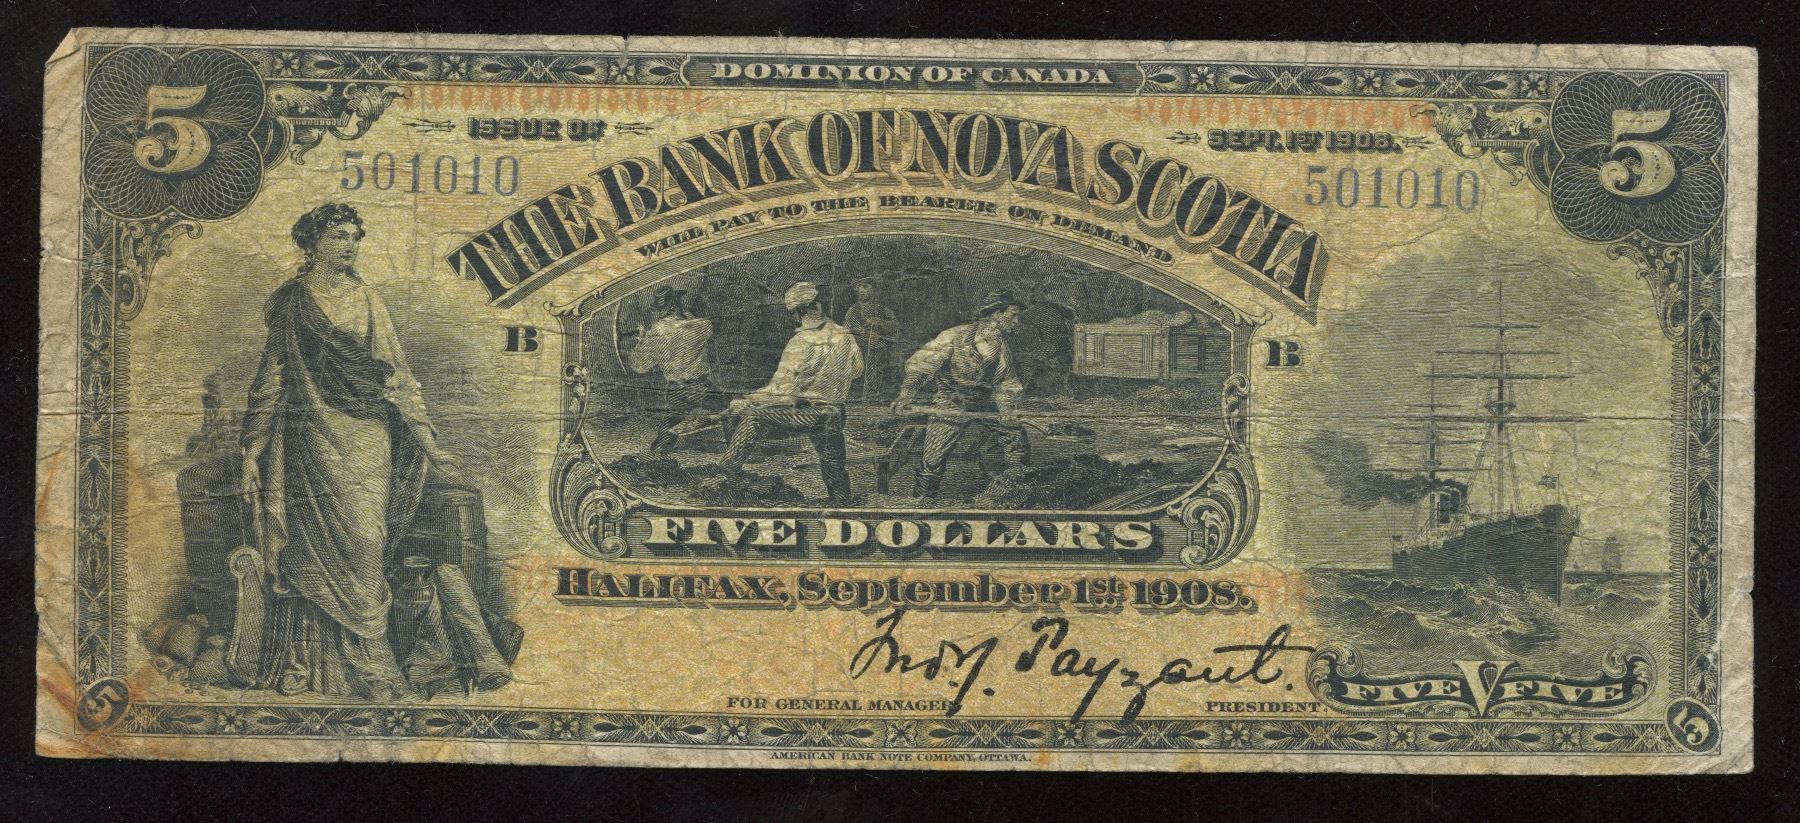 DOMINION OF CANADA
5 5
ISSUE OF SEPT. 1ST 1908.
501010 501010
THE BANK OF NOVA SCOTIA
WILL PAY TO THE BEARER ON DEMAND
B B
FIVE DOLLARS
HALIFAX, September 1st 1908.
Jno. Y. Payzant.
FOR GENERAL MANAGER PRESIDENT.
FIVE V FIVE
5 5
AMERICAN BANK NOTE COMPANY, OTTAWA.